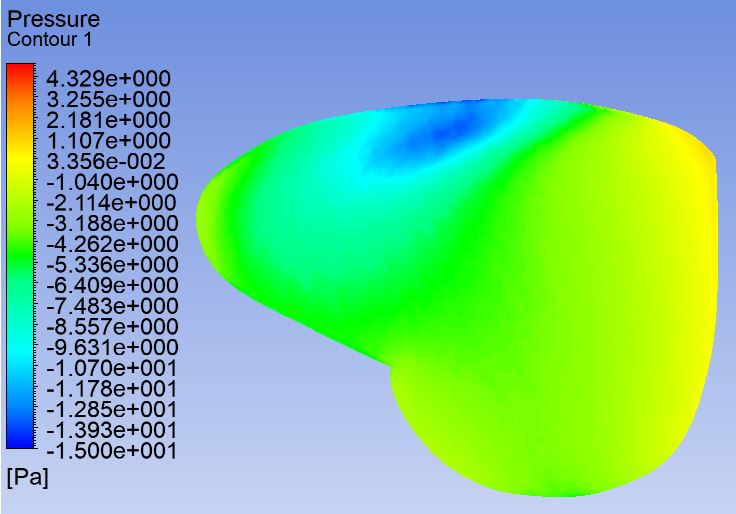 Pressure
Contour 1
4.329e+000
3.255e+000
2.181e+000
1.107e+000
3.356e-002
-1.040e+000
-2.114e+000
-3.188e+000
-4.262e+000
-5.336e+000
-6.409e+000
-7.483e+000
-8.557e+000
-9.631e+000
-1.070e+001
-1.178e+001
-1.285e+001
-1.393e+001
-1.500e+001
[Pa]